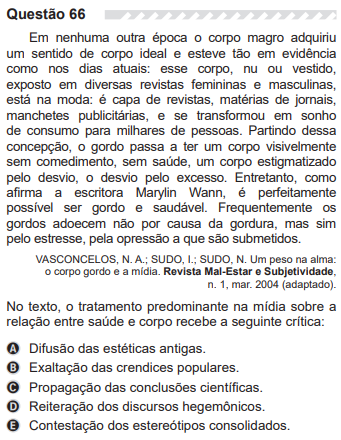 Questão 66
Em nenhuma outra época o corpo magro adquiriu
um sentido de corpo ideal e esteve tão em evidência
como nos dias atuais: esse corpo, nu ou vestido,
exposto em diversas revistas femininas e masculinas,
está na moda: é capa de revistas, matérias de jornais,
manchetes publicitárias, e se transformou em sonho
de consumo para milhares de pessoas. Partindo dessa
concepção, o gordo passa a ter um corpo visivelmente
sem comedimento, sem saúde, um corpo estigmatizado
pelo desvio, o desvio pelo excesso. Entretanto, como
afirma a escritora Marylin Wann, é perfeitamente
possível ser gordo e saudável. Frequentemente os
gordos adoecem não por causa da gordura, mas sim
pelo estresse, pela opressão a que são submetidos.
VASCONCELOS, N. A.; SUDO, I.; SUDO, N. Um peso na alma:
o corpo gordo e a mídia. Revista Mal-Estar e Subjetividade,
n. 1, mar. 2004 (adaptado).
No texto, o tratamento predominante na mídia sobre a
relação entre saúde e corpo recebe a seguinte crítica:
A Difusão das estéticas antigas.
B Exaltação das crendices populares.
C Propagação das conclusões científicas.
D Reiteração dos discursos hegemônicos.
E Contestação dos estereótipos consolidados.